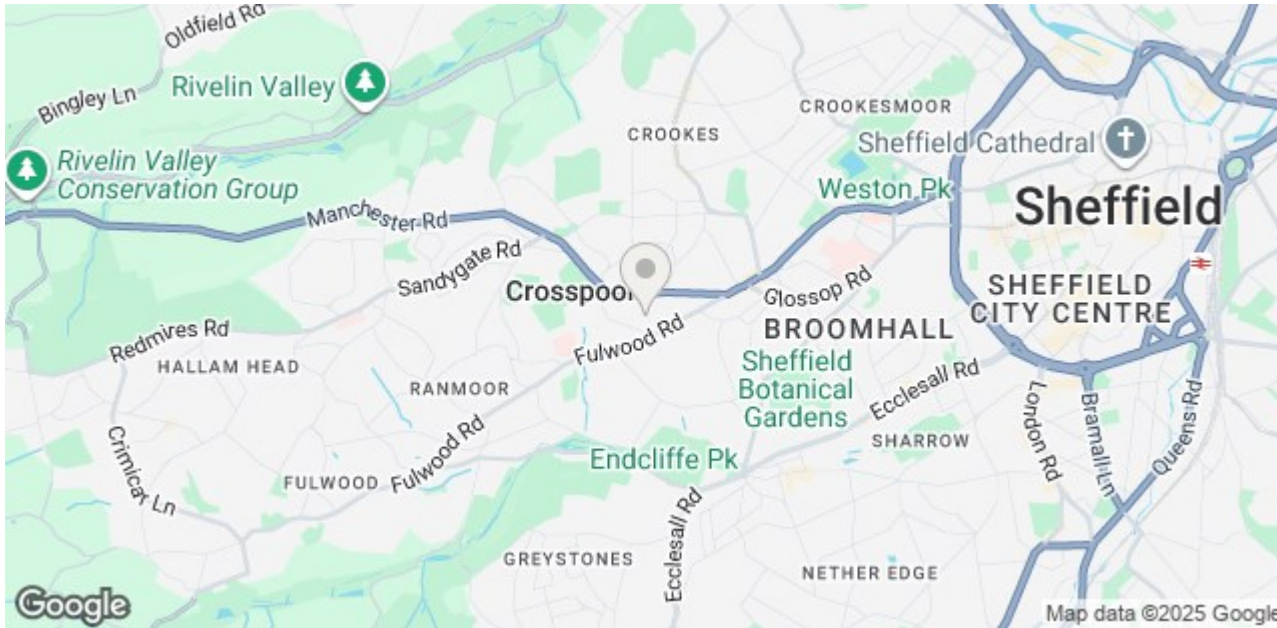 Oldfield Rd
Bingley Ln
Rivelin Valley
Rivelin Valley
Conservation Group
CROOKES
CROOKESMOOR
Sheffield Cathedral
Weston Pk
Sheffield
Manchester Rd
Sandygate Rd
Crosspool
Glossop Rd
SHEFFIELD
CITY CENTRE
BROOMHALL
Fulwood Rd
Redmires Rd
HALLAM HEAD
RANMOOR
Sheffield
Botanical
Gardens
Ecclesall Rd
London Rd
Bramall Ln
Queens Rd
SHARROW
Crimicar Ln
FULWOOD
Fulwood Rd
Endcliffe Pk
Ecclesall Rd
GREYSTONES
NETHER EDGE
Google
Map data ©2025 Google